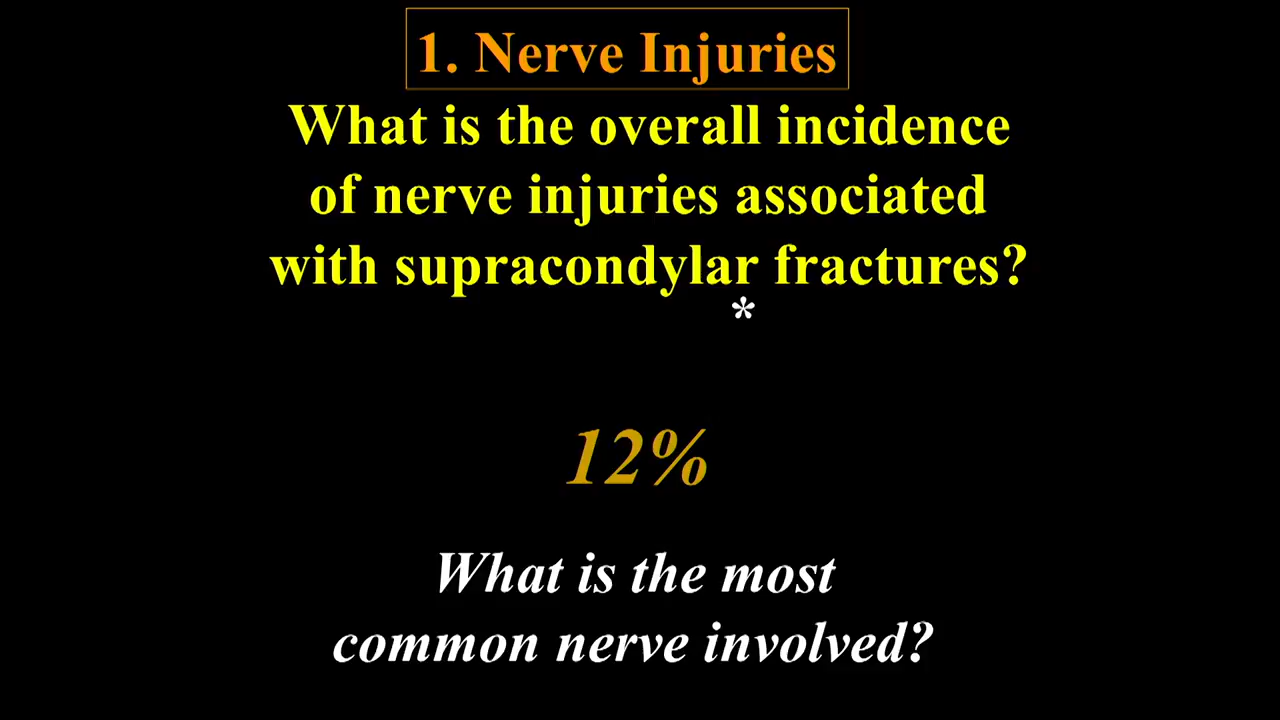 1. Nerve Injuries
What is the overall incidence
of nerve injuries associated
with supracondylar fractures?
*
12%
What is the most
common nerve involved?